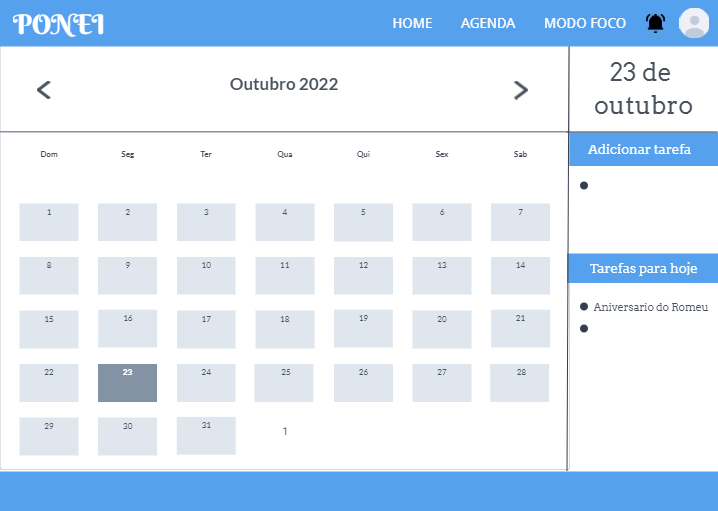 PONEI
HOME AGENDA MODO FOCO
Outubro 2022
23 de
outubro
Dom Seg Ter Qua Qui Sex Sab
Adicionar tarefa
1 2 3 4 5 6 7
8 9 10 11 12 13 14
Tarefas para hoje
Aniversario do Romeu
15 16 17 18 19 20 21
22 23 24 25 26 27 28
29 30 31 1